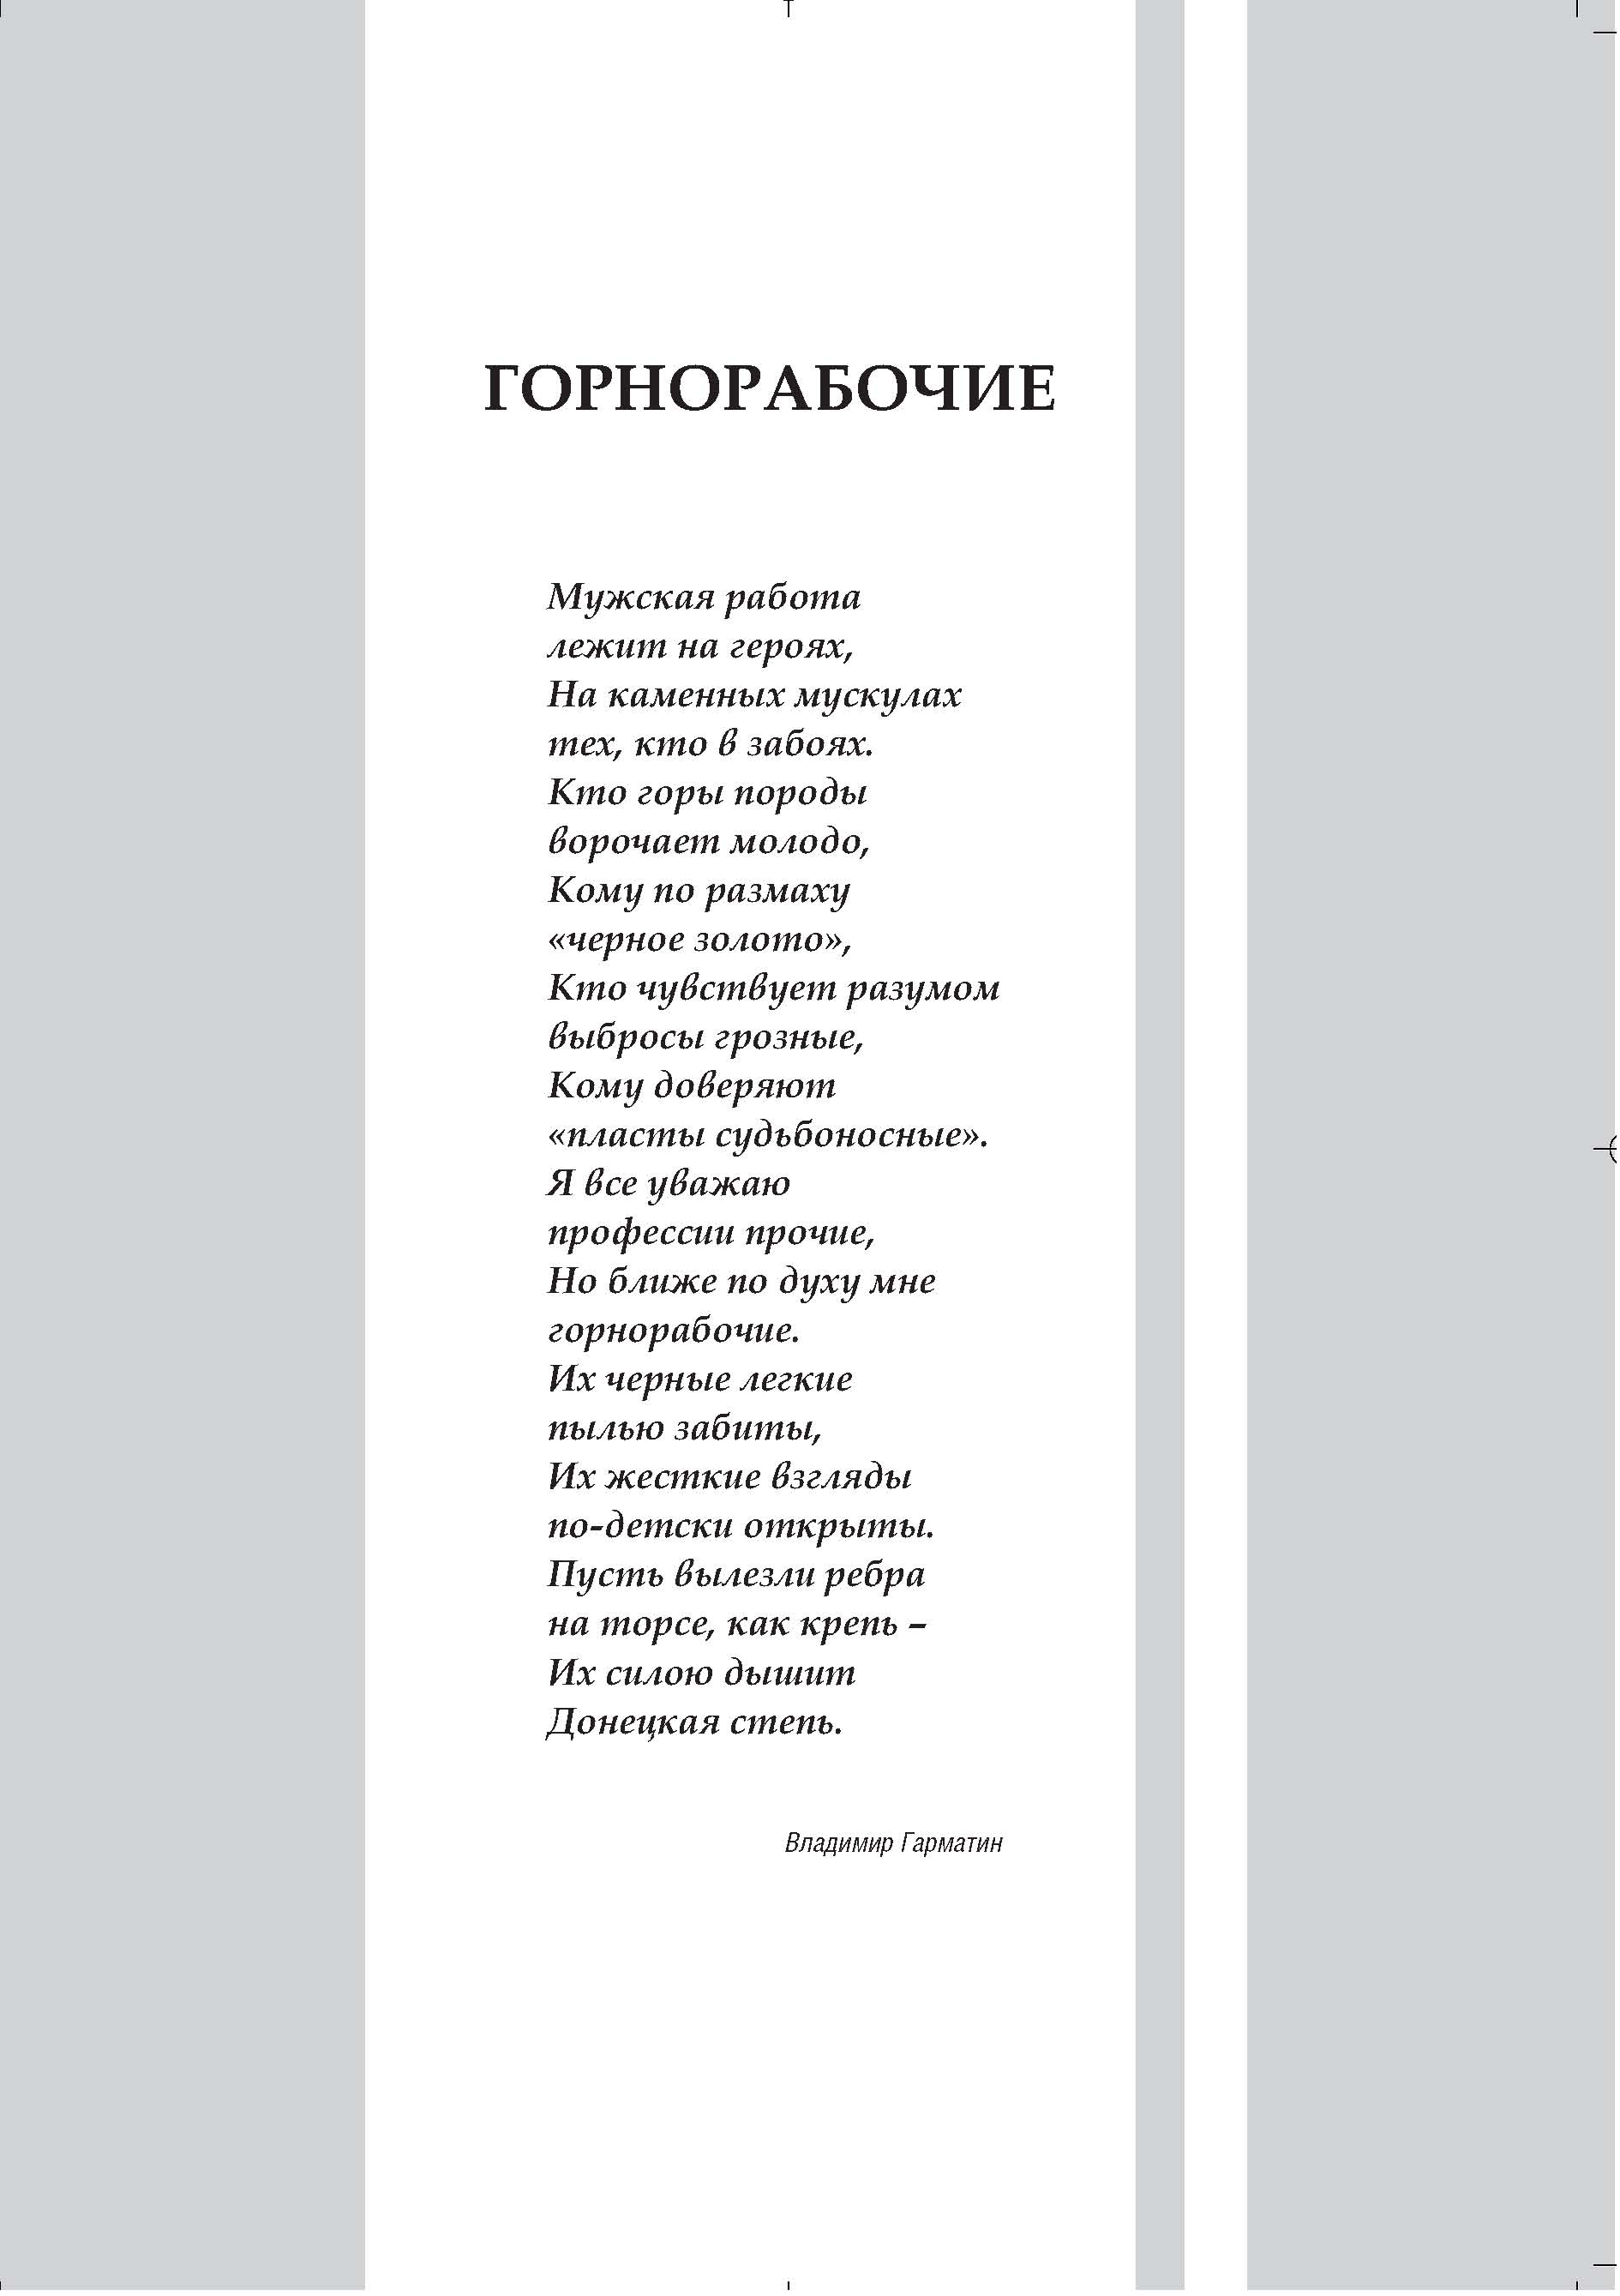 ГОРНОРАБОЧИЕ
Мужская работа
лежит на героях,
На каменных мускулах
тех, кто в забоях.
Кто горы породы
ворочает молодо,
Кому по размаху
«черное золото»,
Кто чувствует разумом
выбросы грозные,
Кому доверяют
«пласты судьбоносные».
Я все уважаю
профессии прочие,
Но ближе по духу мне
горнорабочие.
Их черные легкие
пылью забиты,
Их жесткие взгляды
по-детски открыты.
Пусть вылезли ребра
на торсе, как крепь –
Их силою дышит
Донецкая степь.
Владимир Гарматин